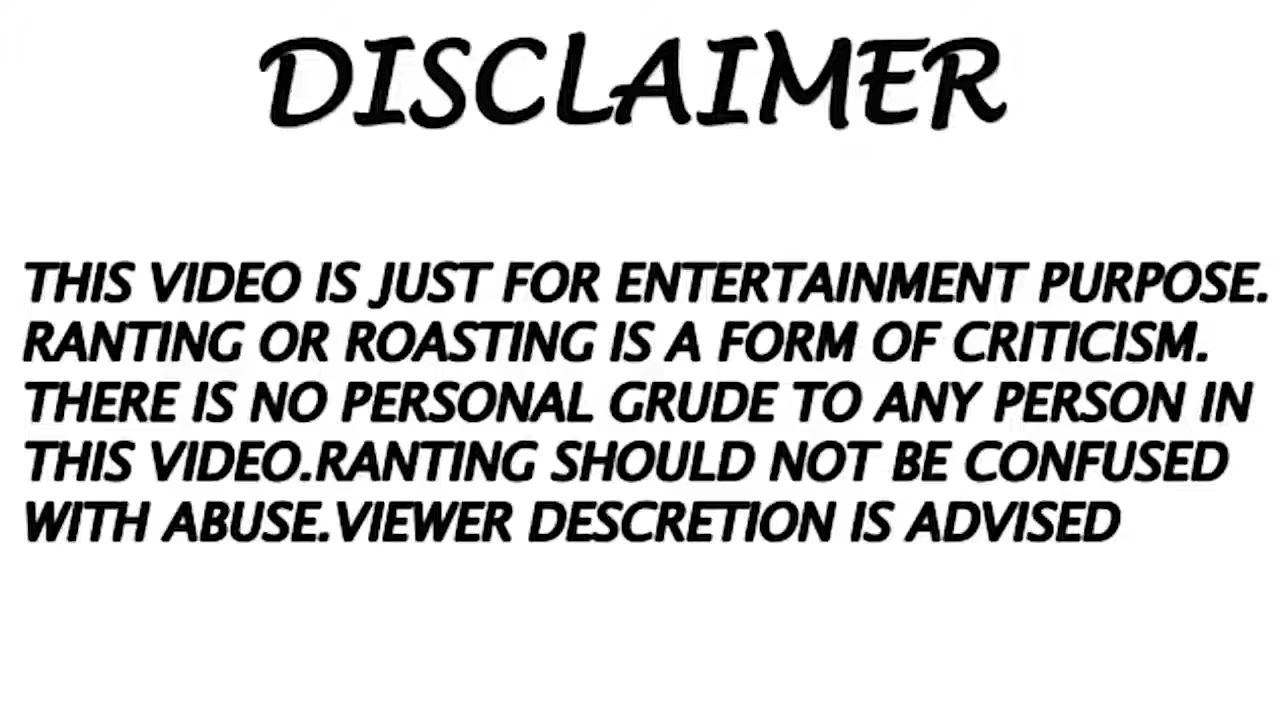 DISCLAIMER
THIS VIDEO IS JUST FOR ENTERTAINMENT PURPOSE.
RANTING OR ROASTING IS A FORM OF CRITICISM.
THERE IS NO PERSONAL GRUDE TO ANY PERSON IN
THIS VIDEO.RANTING SHOULD NOT BE CONFUSED
WITH ABUSE.VIEWER DESCRETION IS ADVISED